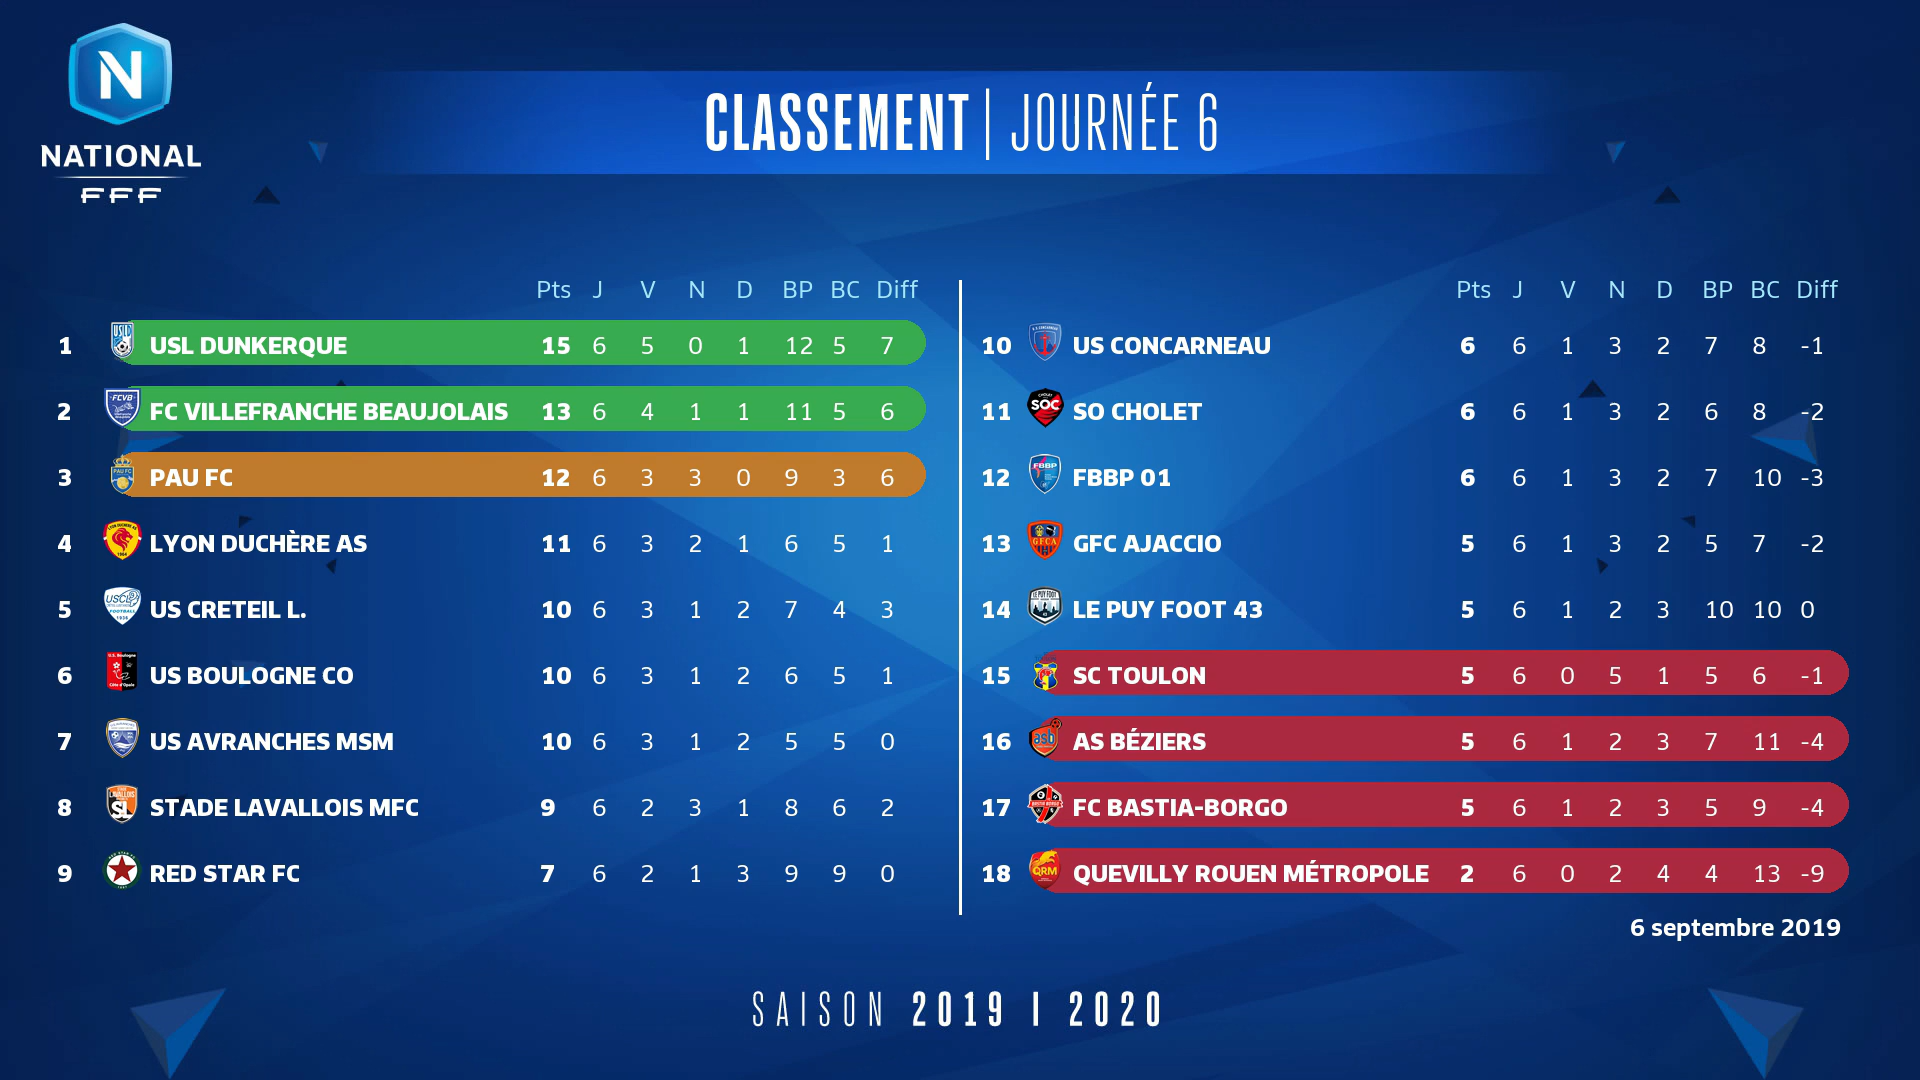 N
NATIONAL
FFF
CLASSEMENT | JOURNÉE 6
Pts J V N D BP BC Diff
1 USL DUNKERQUE 15 6 5 0 1 12 5 7
2 FC VILLEFRANCHE BEAUJOLAIS 13 6 4 1 1 11 5 6
3 PAU FC 12 6 3 3 0 9 3 6
4 LYON DUCHÈRE AS 11 6 3 2 1 6 5 1
5 US CRETEIL L. 10 6 3 1 2 7 4 3
6 US BOULOGNE CO 10 6 3 1 2 6 5 1
7 US AVRANCHES MSM 10 6 3 1 2 5 5 0
8 STADE LAVALLOIS MFC 9 6 2 3 1 8 6 2
9 RED STAR FC 7 6 2 1 3 9 9 0
Pts J V N D BP BC Diff
10 US CONCARNEAU 6 6 1 3 2 7 8 -1
11 SO CHOLET 6 6 1 3 2 6 8 -2
12 FBBP 01 6 6 1 3 2 7 10 -3
13 GFC AJACCIO 5 6 1 3 2 5 7 -2
14 LE PUY FOOT 43 5 6 1 2 3 10 10 0
15 SC TOULON 5 6 0 5 1 5 6 -1
16 AS BÉZIERS 5 6 1 2 3 7 11 -4
17 FC BASTIA-BORGO 5 6 1 2 3 5 9 -4
18 QUEVILLY ROUEN MÉTROPOLE 2 6 0 2 4 4 13 -9
6 septembre 2019
SAISON 2019 | 2020